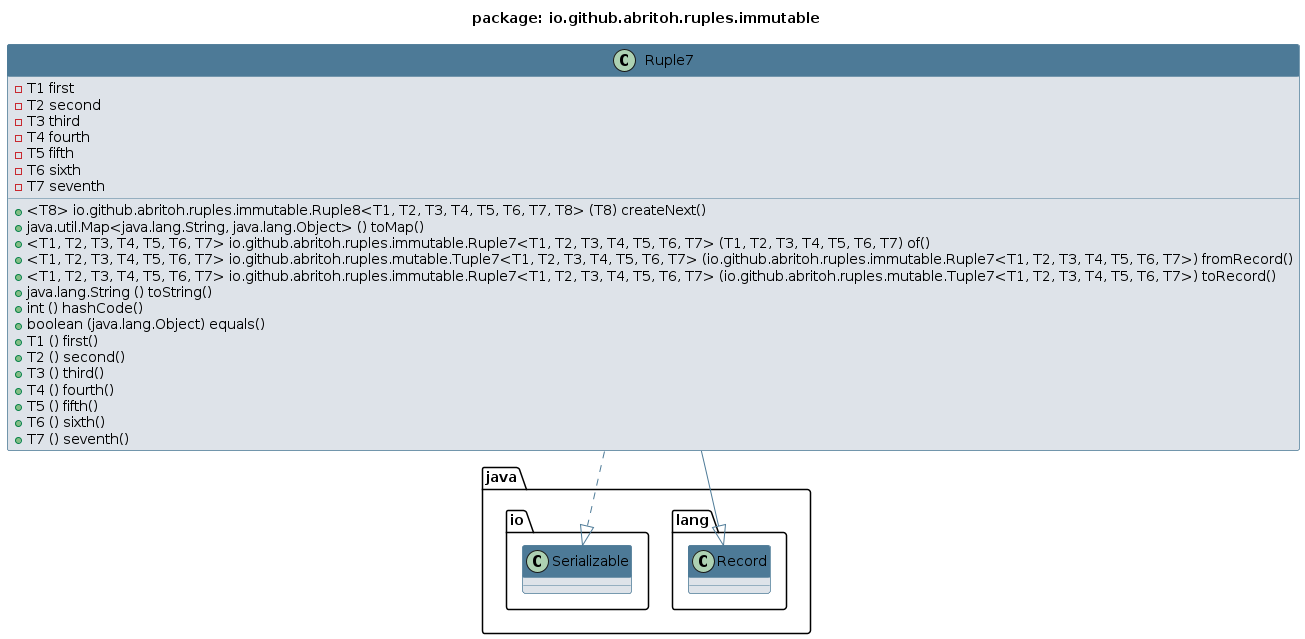 package: io.github.abritoh.ruples.immutable
C Ruple7
T1 first
T2 second
T3 third
T4 fourth
T5 fifth
T6 sixth
T7 seventh
<T8> io.github.abritoh.ruples.immutable.Ruple8<T1, T2, T3, T4, T5, T6, T7, T8> (T8) createNext()
java.util.Map<java.lang.String, java.lang.Object> () toMap()
<T1, T2, T3, T4, T5, T6, T7> io.github.abritoh.ruples.immutable.Ruple7<T1, T2, T3, T4, T5, T6, T7> (T1, T2, T3, T4, T5, T6, T7) of()
<T1, T2, T3, T4, T5, T6, T7> io.github.abritoh.ruples.mutable.Tuple7<T1, T2, T3, T4, T5, T6, T7> (io.github.abritoh.ruples.immutable.Ruple7<T1, T2, T3, T4, T5, T6, T7>) fromRecord()
<T1, T2, T3, T4, T5, T6, T7> io.github.abritoh.ruples.immutable.Ruple7<T1, T2, T3, T4, T5, T6, T7> (io.github.abritoh.ruples.mutable.Tuple7<T1, T2, T3, T4, T5, T6, T7>) toRecord()
java.lang.String () toString()
int () hashCode()
boolean (java.lang.Object) equals()
T1 () first()
T2 () second()
T3 () third()
T4 () fourth()
T5 () fifth()
T6 () sixth()
T7 () seventh()
java
io
lang
C Serializable
C Record